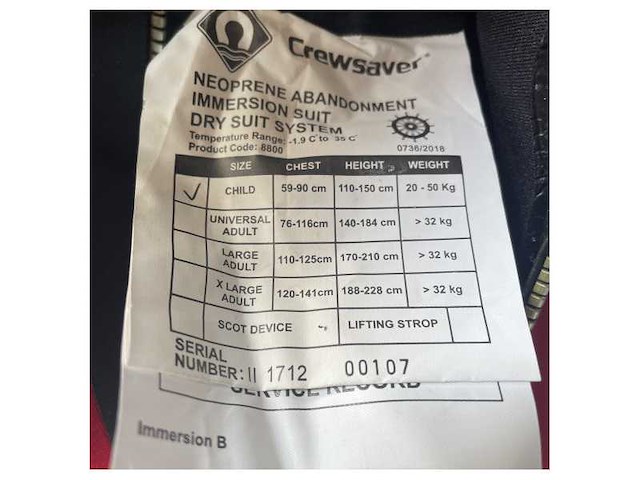 Crewsaver
NEOPRENE ABANDONMENT
IMMERSION SUIT
DRY SUIT SYSTEM
Temperature Range: -1.9 C to 35 C
Product Code: 8800
0736/2018
SIZE CHEST HEIGHT WEIGHT
✓ CHILD 59-90 cm 110-150 cm 20 - 50 Kg
UNIVERSAL ADULT 76-116cm 140-184 cm > 32 kg
LARGE ADULT 110-125cm 170-210 cm > 32 kg
X LARGE ADULT 120-141cm 188-228 cm > 32 kg
SCOT DEVICE LIFTING STROP
SERIAL
NUMBER: II 1712 00107
SERVICE RECORD
Immersion B